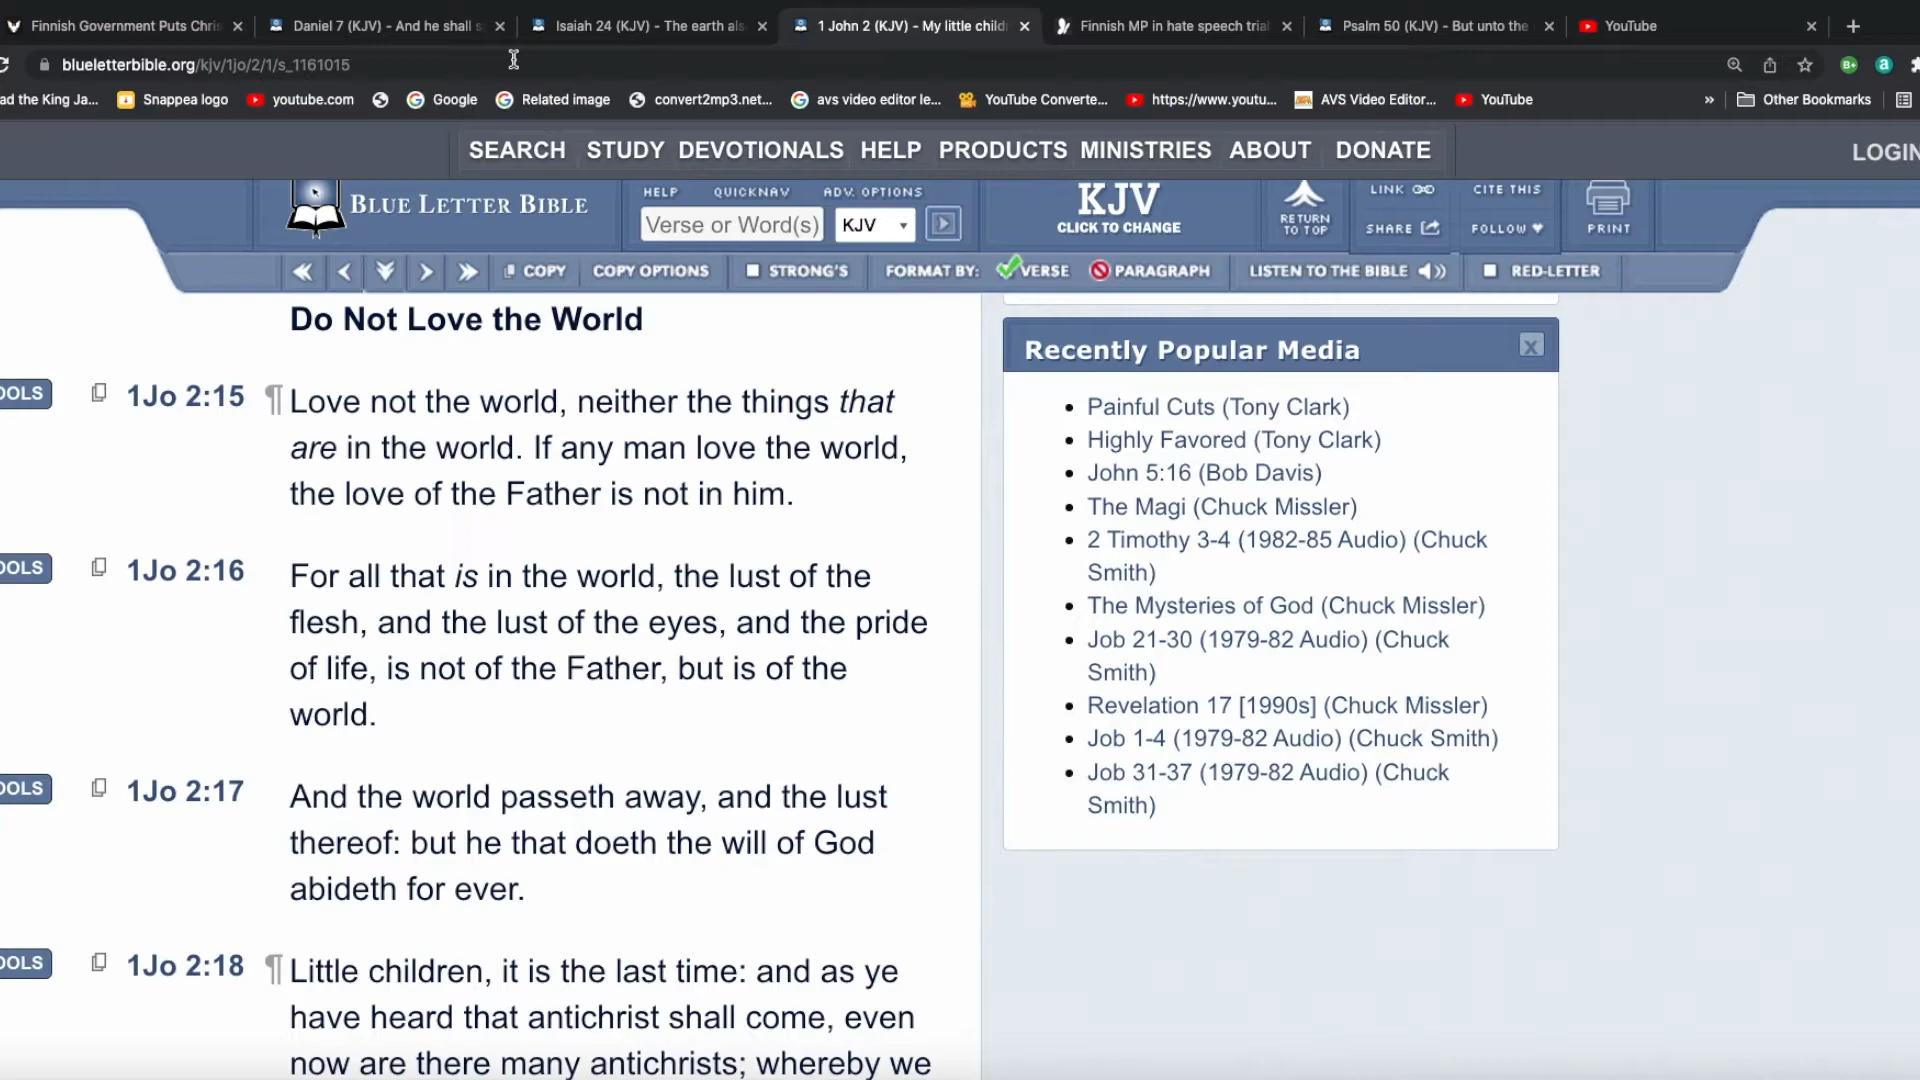 Finnish Government Puts Chris
Daniel 7 (KJV) - And he shall s
Isaiah 24 (KJV) - The earth als
1 John 2 (KJV) - My little child
Finnish MP in hate speech trial
Psalm 50 (KJV) - But unto the
YouTube
blueletterbible.org/kjv/1jo/2/1/s_1161015
ad the King Ja...
Snappea logo
youtube.com
Google
Related image
convert2mp3.net...
avs video editor le...
YouTube Converte...
https://www.youtu...
AVS Video Editor...
YouTube
Other Bookmarks
SEARCH STUDY DEVOTIONALS HELP PRODUCTS MINISTRIES ABOUT DONATE
LOGIN
BLUE LETTER BIBLE
HELP QUICKNAV ADV. OPTIONS
Verse or Word(s)
KJV
KJV
CLICK TO CHANGE
RETURN
TO TOP
LINK
CITE THIS
SHARE
FOLLOW
PRINT
COPY
COPY OPTIONS
STRONG'S
FORMAT BY: VERSE PARAGRAPH
LISTEN TO THE BIBLE
RED-LETTER
Do Not Love the World
OOLS
1Jo 2:15
¶ Love not the world, neither the things that
are in the world. If any man love the world,
the love of the Father is not in him.
OOLS
1Jo 2:16
For all that is in the world, the lust of the
flesh, and the lust of the eyes, and the pride
of life, is not of the Father, but is of the
world.
OOLS
1Jo 2:17
And the world passeth away, and the lust
thereof: but he that doeth the will of God
abideth for ever.
OOLS
1Jo 2:18
¶ Little children, it is the last time: and as ye
have heard that antichrist shall come, even
now are there many antichrists; whereby we
Recently Popular Media
x
Painful Cuts (Tony Clark)
Highly Favored (Tony Clark)
John 5:16 (Bob Davis)
The Magi (Chuck Missler)
2 Timothy 3-4 (1982-85 Audio) (Chuck
Smith)
The Mysteries of God (Chuck Missler)
Job 21-30 (1979-82 Audio) (Chuck
Smith)
Revelation 17 [1990s] (Chuck Missler)
Job 1-4 (1979-82 Audio) (Chuck Smith)
Job 31-37 (1979-82 Audio) (Chuck
Smith)